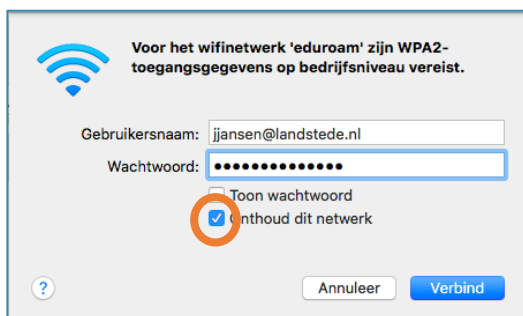 Voor het wifinetwerk 'eduroam' zijn WPA2-
toegangsgegevens op bedrijfsniveau vereist.
Gebruikersnaam: jjansen@landstede.nl
Wachtwoord: ••••••••••••••
Toon wachtwoord
Onthoud dit netwerk
? Annuleer Verbind